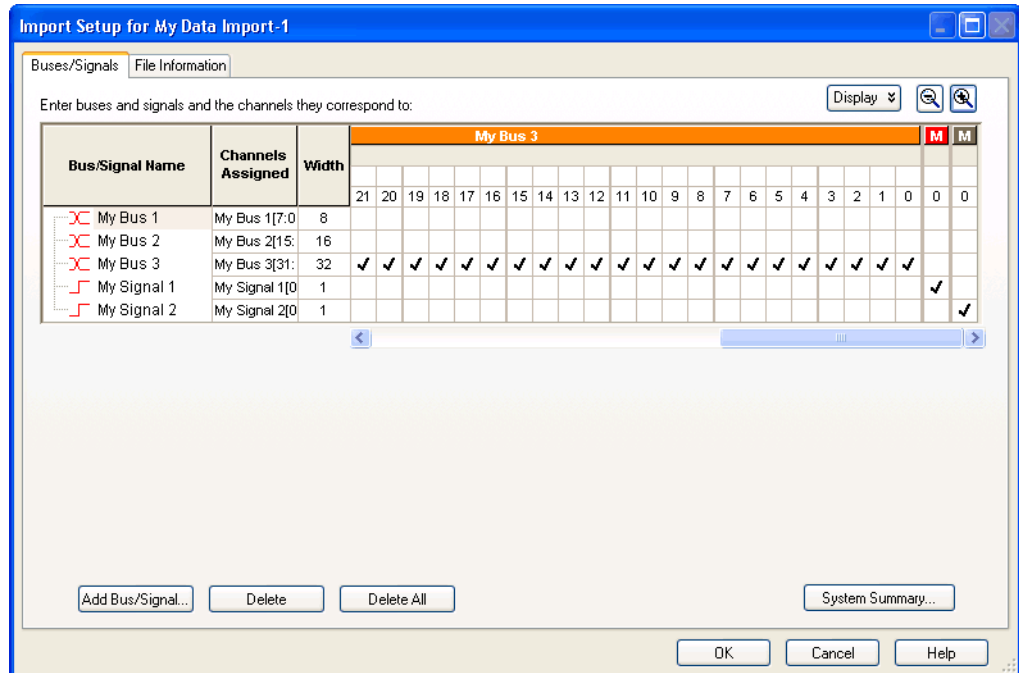 Import Setup for My Data Import-1
Buses/Signals File Information
Enter buses and signals and the channels they correspond to:
Display
Bus/Signal Name Channels Assigned Width My Bus 3 M M
21 20 19 18 17 16 15 14 13 12 11 10 9 8 7 6 5 4 3 2 1 0 0 0
My Bus 1 My Bus 1[7:0 8
My Bus 2 My Bus 2[15: 16
My Bus 3 My Bus 3[31: 32
My Signal 1 My Signal 1[0 1
My Signal 2 My Signal 2[0 1
Add Bus/Signal... Delete Delete All System Summary...
OK Cancel Help